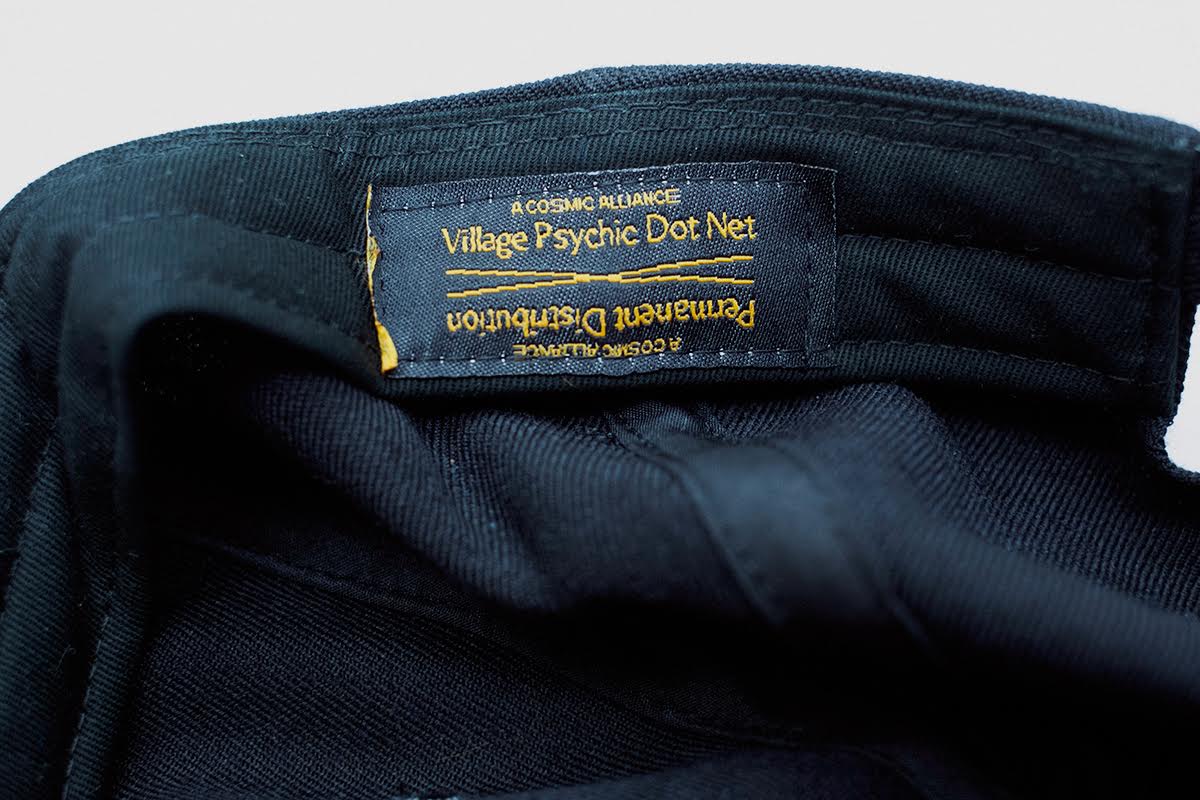 A COSMIC ALLIANCE
Village Psychic Dot Net
Permanent Distribution
A COSMIC ALLIANCE